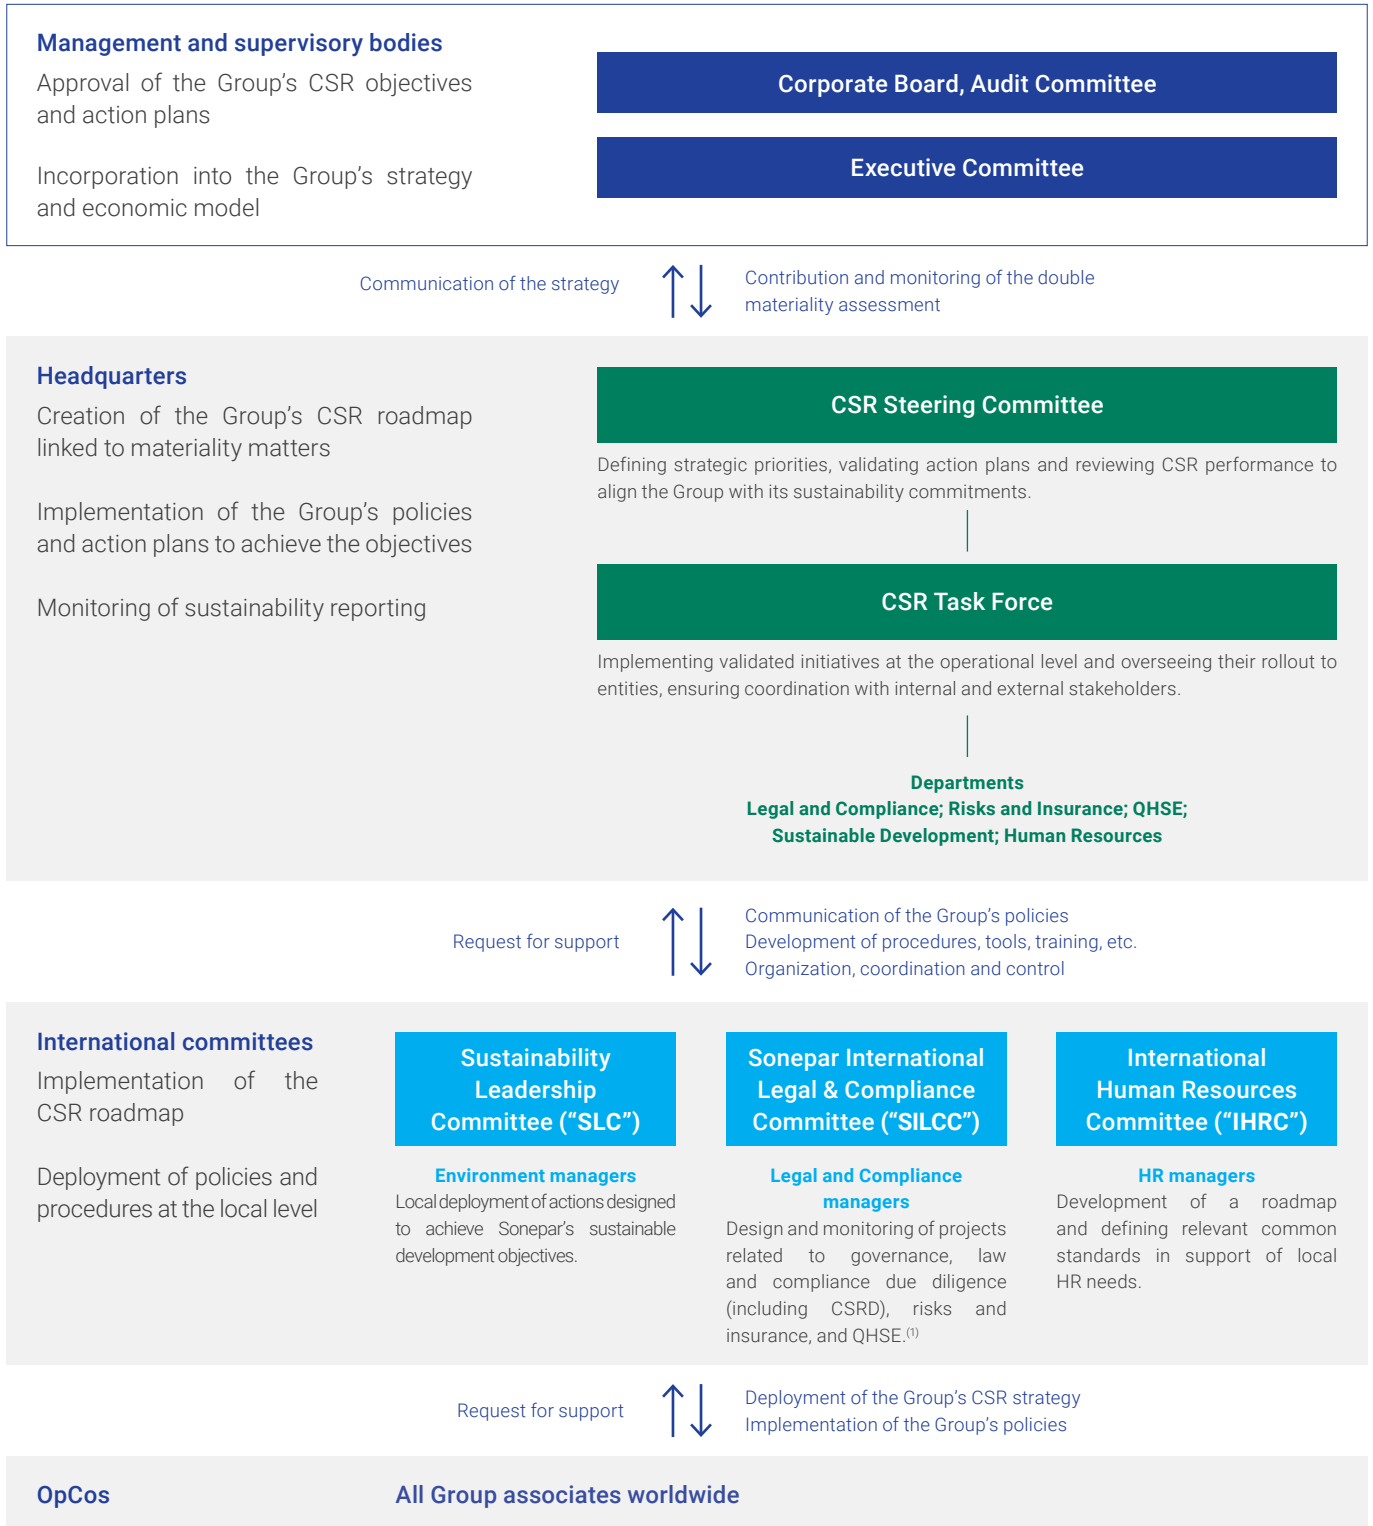 Management and supervisory bodies
Approval of the Group’s CSR objectives
and action plans
Incorporation into the Group’s strategy
and economic model
Corporate Board, Audit Committee
Executive Committee
Communication of the strategy
Contribution and monitoring of the double
materiality assessment
Headquarters
Creation of the Group’s CSR roadmap
linked to materiality matters
Implementation of the Group’s policies
and action plans to achieve the objectives
Monitoring of sustainability reporting
CSR Steering Committee
Defining strategic priorities, validating action plans and reviewing CSR performance to
align the Group with its sustainability commitments.
CSR Task Force
Implementing validated initiatives at the operational level and overseeing their rollout to
entities, ensuring coordination with internal and external stakeholders.
Departments
Legal and Compliance; Risks and Insurance; QHSE;
Sustainable Development; Human Resources
Request for support
Communication of the Group’s policies
Development of procedures, tools, training, etc.
Organization, coordination and control
International committees
Implementation of the
CSR roadmap
Deployment of policies and
procedures at the local level
Sustainability
Leadership
Committee (“SLC”)
Environment managers
Local deployment of actions designed
to achieve Sonepar’s sustainable
development objectives.
Sonepar International
Legal & Compliance
Committee (“SILCC”)
Legal and Compliance
managers
Design and monitoring of projects
related to governance, law
and compliance due diligence
(including CSRD), risks and
insurance, and QHSE.(1)
International
Human Resources
Committee (“IHRC”)
HR managers
Development of a roadmap
and defining relevant common
standards in support of local
HR needs.
Request for support
Deployment of the Group’s CSR strategy
Implementation of the Group’s policies
OpCos
All Group associates worldwide